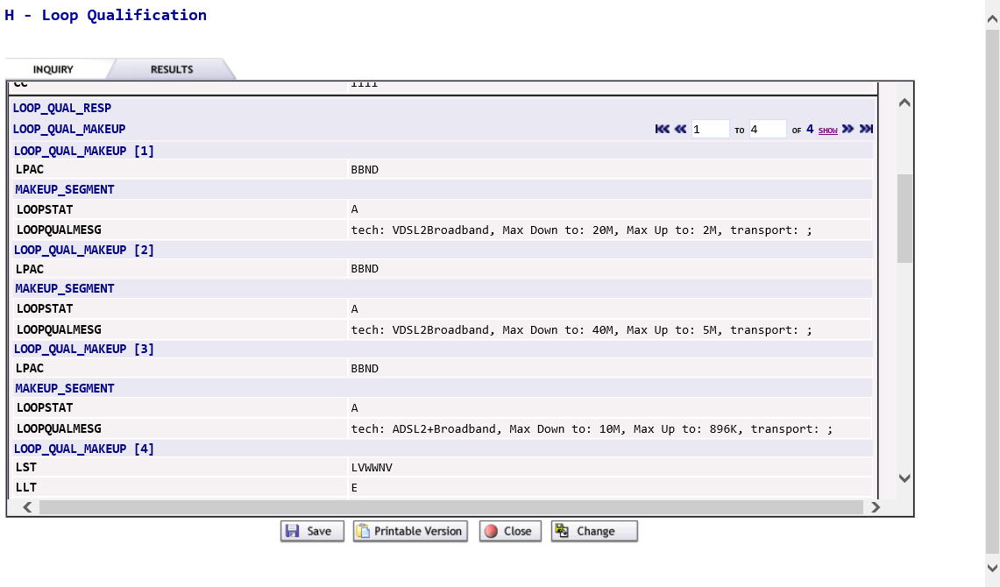 H - Loop Qualification
INQUIRY RESULTS
LOOP_QUAL_RESP
LOOP_QUAL_MAKEUP 1 TO 4 OF 4 SHOW
LOOP_QUAL_MAKEUP [1]
LPAC BBND
MAKEUP_SEGMENT
LOOPSTAT A
LOOPQUALMESG tech: VDSL2Broadband, Max Down to: 20M, Max Up to: 2M, transport: ;
LOOP_QUAL_MAKEUP [2]
LPAC BBND
MAKEUP_SEGMENT
LOOPSTAT A
LOOPQUALMESG tech: VDSL2Broadband, Max Down to: 40M, Max Up to: 5M, transport: ;
LOOP_QUAL_MAKEUP [3]
LPAC BBND
MAKEUP_SEGMENT
LOOPSTAT A
LOOPQUALMESG tech: ADSL2+Broadband, Max Down to: 10M, Max Up to: 896K, transport: ;
LOOP_QUAL_MAKEUP [4]
LST LVWWNV
LLT E
Save Printable Version Close Change